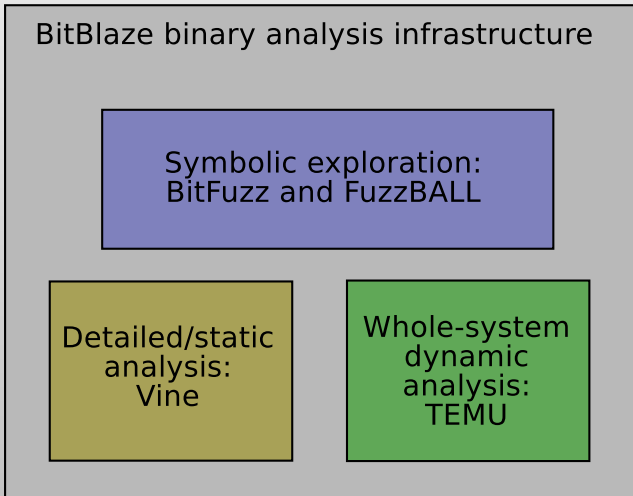 BitBlaze binary analysis infrastructure
Symbolic exploration:
BitFuzz and FuzzBALL
Detailed/static
analysis:
Vine
Whole-system
dynamic
analysis:
TEMU